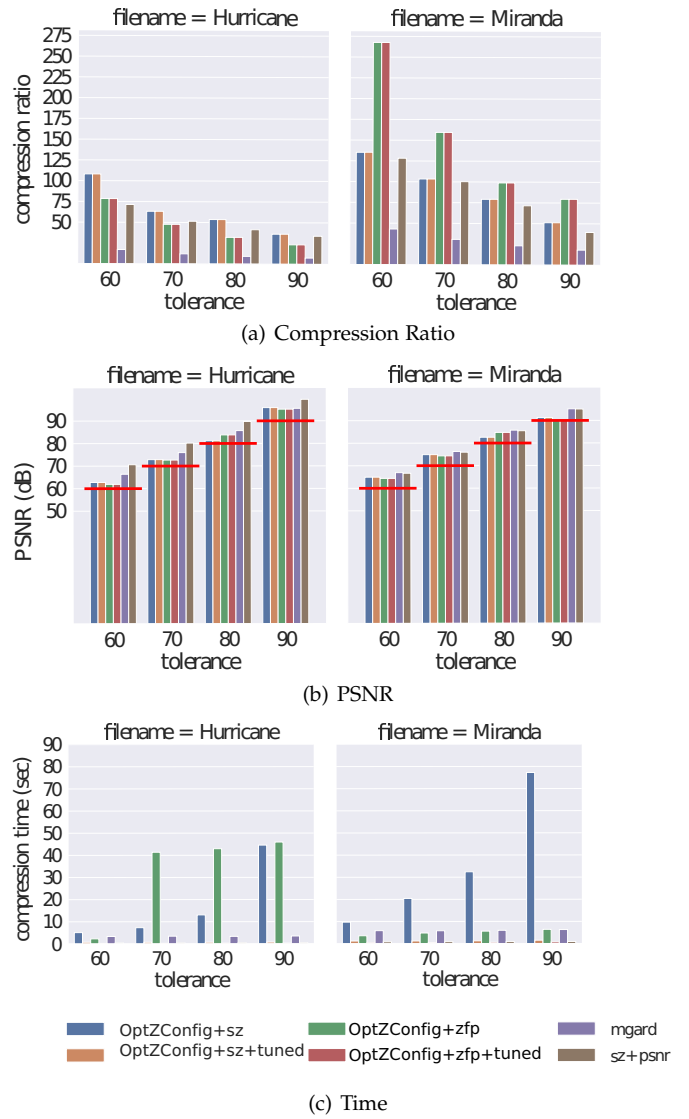 filename = Hurricane
filename = Miranda
compression ratio
275
250
225
200
175
150
125
100
75
50
60 70 80 90
tolerance
60 70 80 90
tolerance
(a) Compression Ratio
filename = Hurricane
filename = Miranda
PSNR (dB)
90
80
70
60
50
60 70 80 90
tolerance
60 70 80 90
tolerance
(b) PSNR
filename = Hurricane
filename = Miranda
compression time (sec)
90
80
70
60
50
40
30
20
10
0
60 70 80 90
tolerance
60 70 80 90
tolerance
OptZConfig+sz
OptZConfig+sz+tuned
OptZConfig+zfp
OptZConfig+zfp+tuned
mgard
sz+psnr
(c) Time